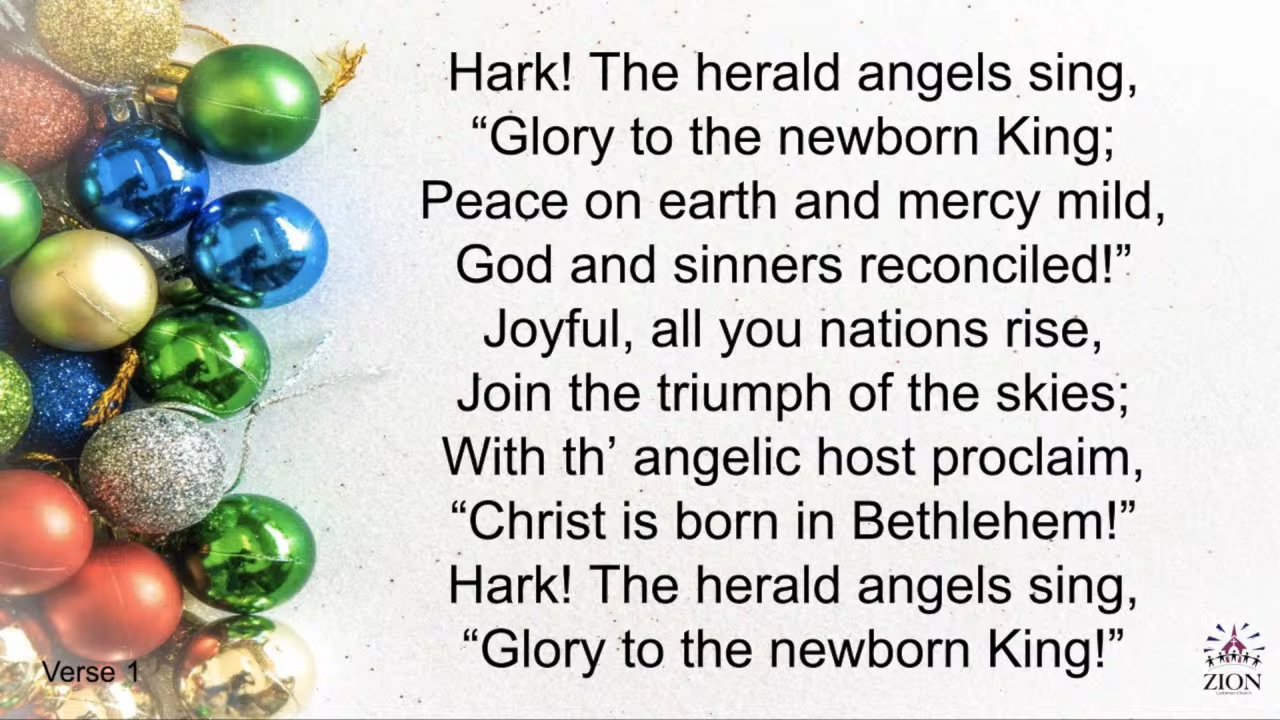 Hark! The herald angels sing,
“Glory to the newborn King;
Peace on earth and mercy mild,
God and sinners reconciled!”
Joyful, all you nations rise,
Join the triumph of the skies;
With th’ angelic host proclaim,
“Christ is born in Bethlehem!”
Hark! The herald angels sing,
“Glory to the newborn King!”
Verse 1
ZION